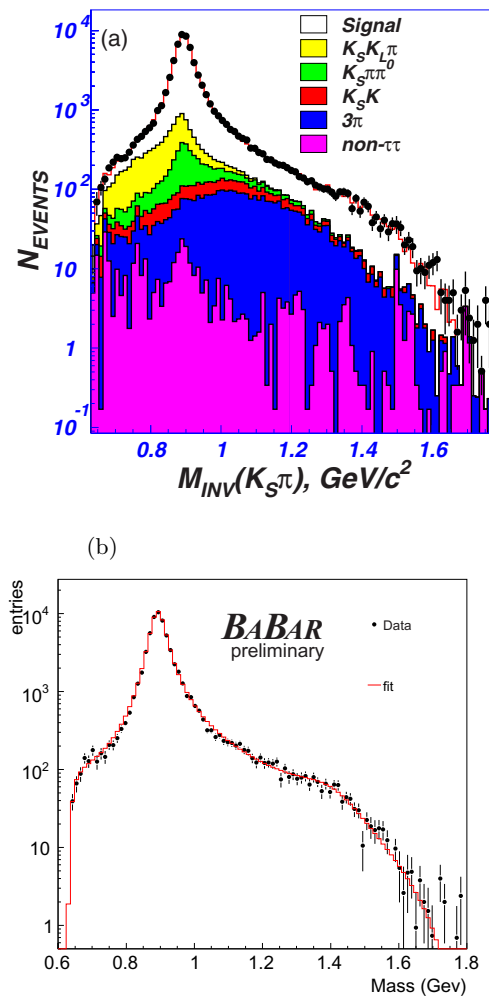 (a)
Signal
K_S K_L π
K_S π π^0
K_S K
3π
non-ττ
N_EVENTS
10^4
10^3
10^2
10
1
10^-1
0.8 1 1.2 1.4 1.6
M_INV(K_S π), GeV/c^2
(b)
entries
BABAR
preliminary
Data
fit
10^4
10^3
10^2
10
1
0.6 0.8 1 1.2 1.4 1.6 1.8
Mass (Gev)